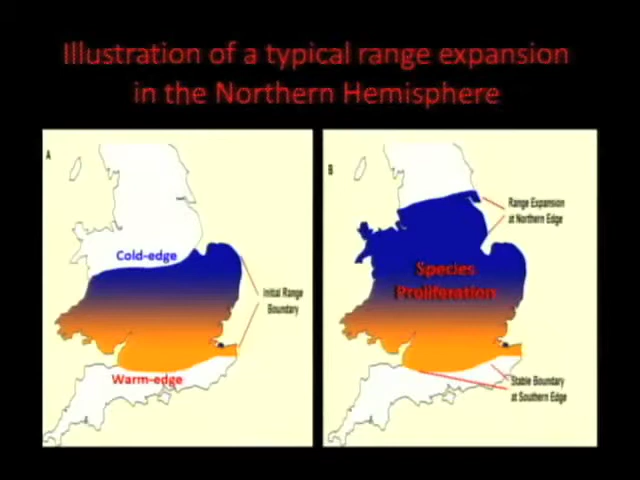 Illustration of a typical range expansion
in the Northern Hemisphere
A
Cold-edge
Initial Range
Boundary
Warm-edge
B
Range Expansion
at Northern Edge
Species
Proliferation
Stable Boundary
at Southern Edge